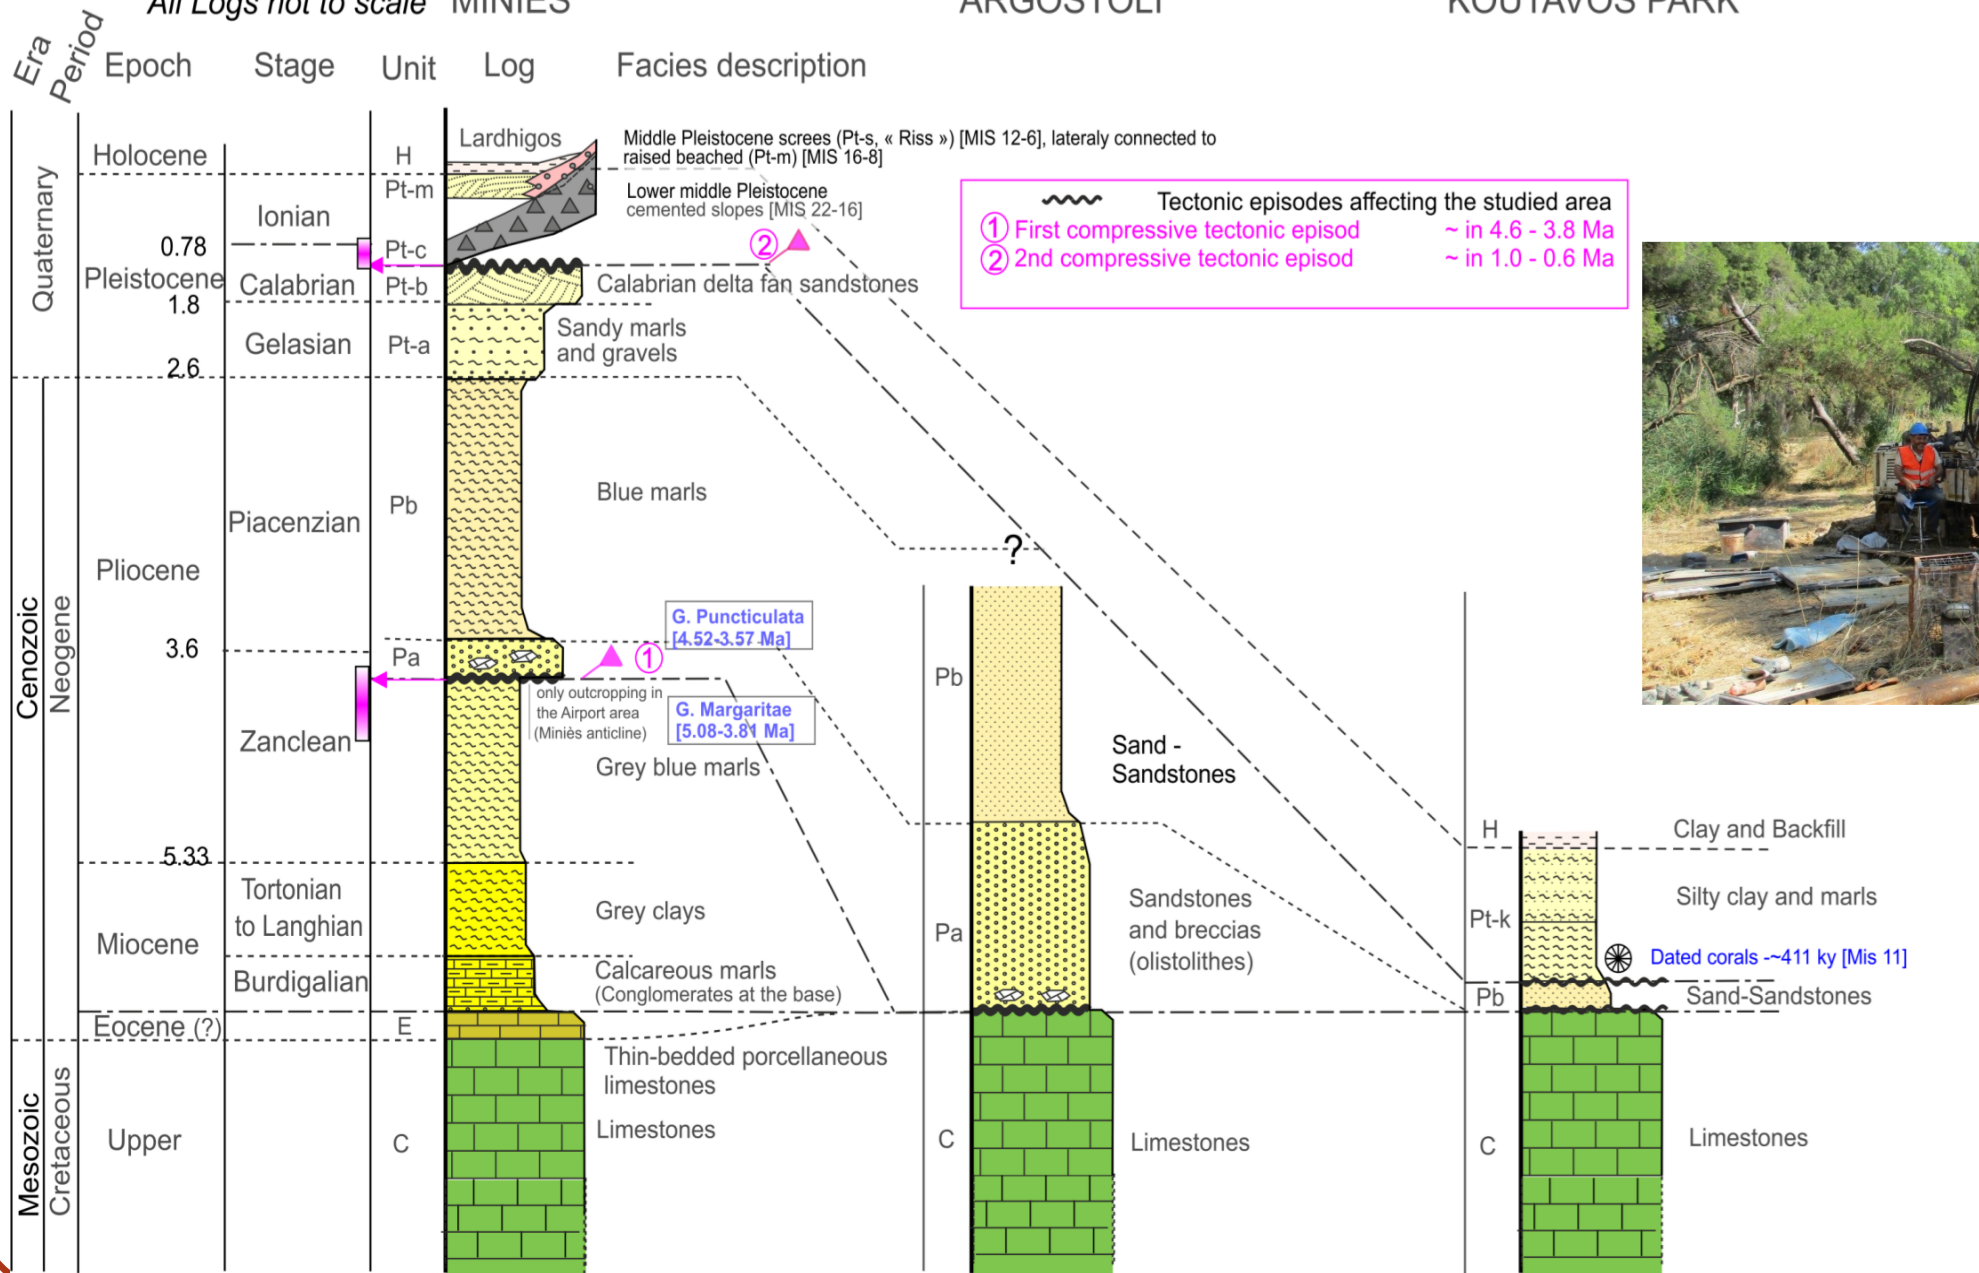 All Logs not to scale MINIES ARGOSTOLI KOUTAVOS PARK
Era Period Epoch Stage Unit Log Facies description
Quaternary
Cenozoic
Neogene
Mesozoic
Cretaceous
Holocene
0.78
Pleistocene
1.8
2.6
Pliocene
3.6
5.33
Miocene
Eocene (?)
Upper
Ionian
Calabrian
Gelasian
Piacenzian
Zanclean
Tortonian
to Langhian
Burdigalian
H
Pt-m
Pt-c
Pt-b
Pt-a
Pb
Pa
E
C
Lardhigos
Middle Pleistocene screes (Pt-s, « Riss ») [MIS 12-6], lateraly connected to
raised beached (Pt-m) [MIS 16-8]
Lower middle Pleistocene
cemented slopes [MIS 22-16]
2
Calabrian delta fan sandstones
Sandy marls
and gravels
Blue marls
G. Puncticulata
[4.52-3.57 Ma]
1
only outcropping in
the Airport area
(Miniès anticline)
G. Margaritae
[5.08-3.81 Ma]
Grey blue marls
Grey clays
Calcareous marls
(Conglomerates at the base)
Thin-bedded porcellaneous
limestones
Limestones
Tectonic episodes affecting the studied area
1 First compressive tectonic episod ~ in 4.6 - 3.8 Ma
2 2nd compressive tectonic episod ~ in 1.0 - 0.6 Ma
?
Pb
Sand -
Sandstones
Pa
Sandstones
and breccias
(olistolithes)
C
Limestones
H
Clay and Backfill
Pt-k
Silty clay and marls
Dated corals -~411 ky [Mis 11]
Pb
Sand-Sandstones
C
Limestones